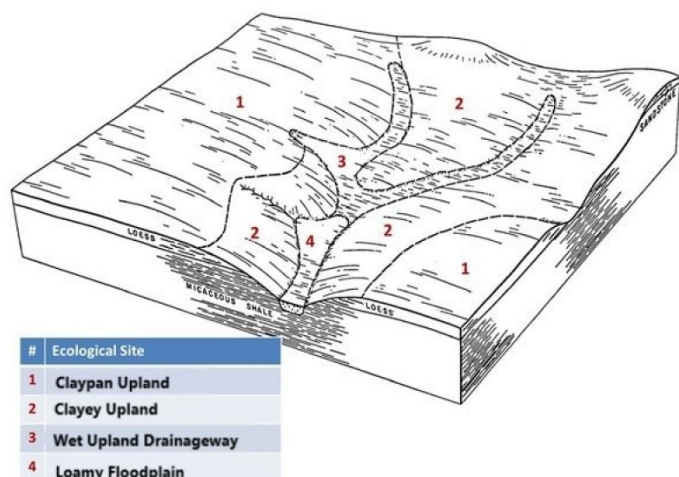 1
2
SANDSTONE
3
2
4
2
1
LOESS
MICACEOUS SHALE
LOESS
# Ecological Site
1 Claypan Upland
2 Clayey Upland
3 Wet Upland Drainageway
4 Loamy Floodplain